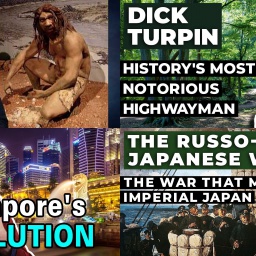 DICK
TURPIN
HISTORY'S MOST
NOTORIOUS
HIGHWAYMAN
pore's
LUTION
THE RUSSO-
JAPANESE W
THE WAR THAT M
IMPERIAL JAPAN